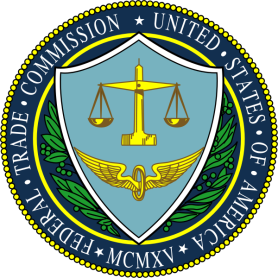 FEDERAL • TRADE • COMMISSION ★ UNITED • STATES • OF • AMERICA
★ MCMXV ★